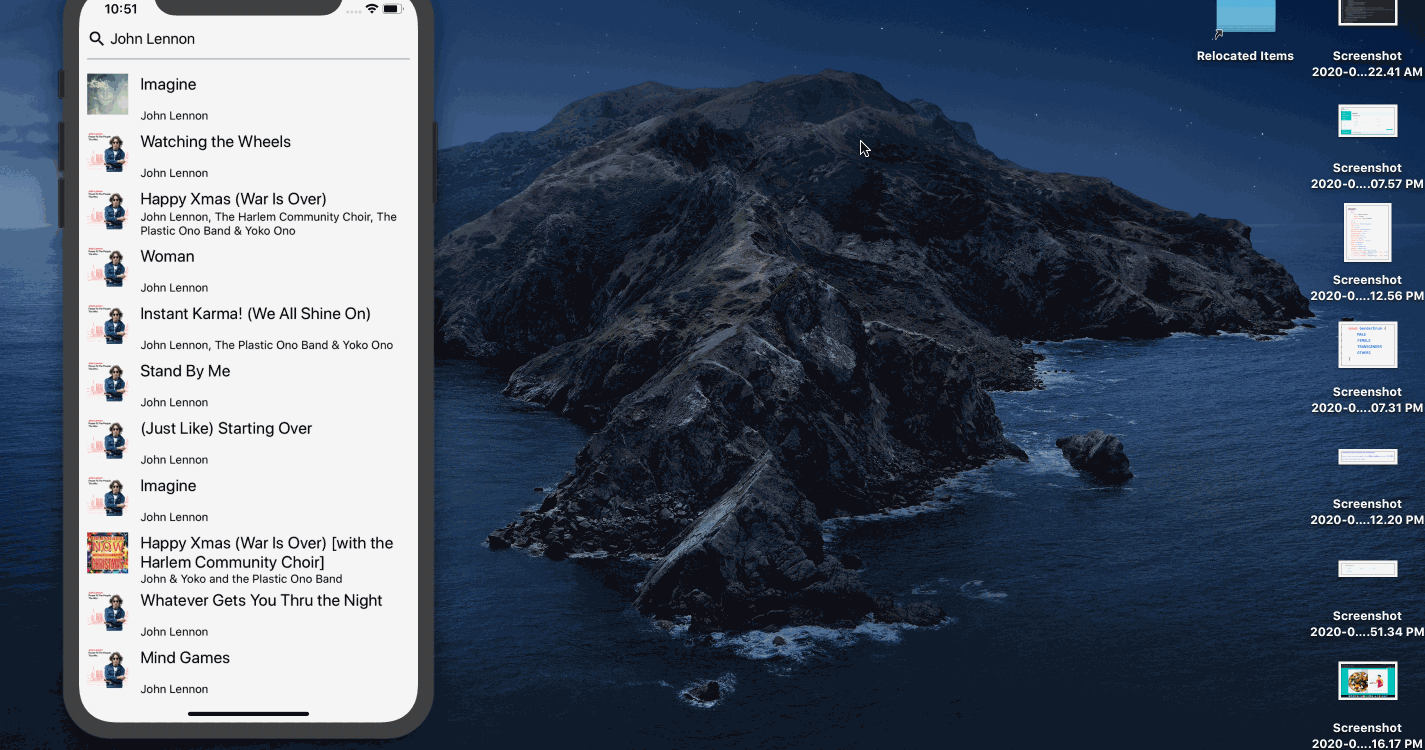 10:51
John Lennon
Imagine
John Lennon
Watching the Wheels
John Lennon
Happy Xmas (War Is Over)
John Lennon, The Harlem Community Choir, The
Plastic Ono Band & Yoko Ono
Woman
John Lennon
Instant Karma! (We All Shine On)
John Lennon, The Plastic Ono Band & Yoko Ono
Stand By Me
John Lennon
(Just Like) Starting Over
John Lennon
Imagine
John Lennon
NOW
CHRISTMAS
Happy Xmas (War Is Over) [with the
Harlem Community Choir]
John & Yoko and the Plastic Ono Band
Whatever Gets You Thru the Night
John Lennon
Mind Games
John Lennon
Relocated Items
Screenshot
2020-0...22.41 AM
Screenshot
2020-0....07.57 PM
Screenshot
2020-0....12.56 PM
MALE
FEMALE
TRANSGENDER
OTHERS
}
Screenshot
2020-0....07.31 PM
Screenshot
2020-0....12.20 PM
Screenshot
2020-0....51.34 PM
Screenshot
2020-0....16.17 PM